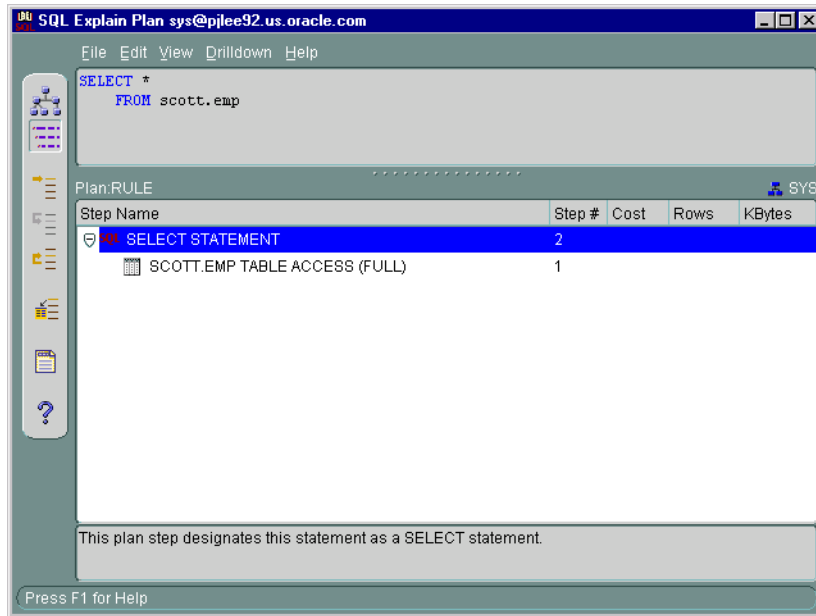 SQL Explain Plan sys@pjlee92.us.oracle.com
File Edit View Drilldown Help
SELECT *
FROM scott.emp
Plan:RULE SYS
Step Name Step # Cost Rows KBytes
SQL SELECT STATEMENT 2
SCOTT.EMP TABLE ACCESS (FULL) 1
This plan step designates this statement as a SELECT statement.
Press F1 for Help